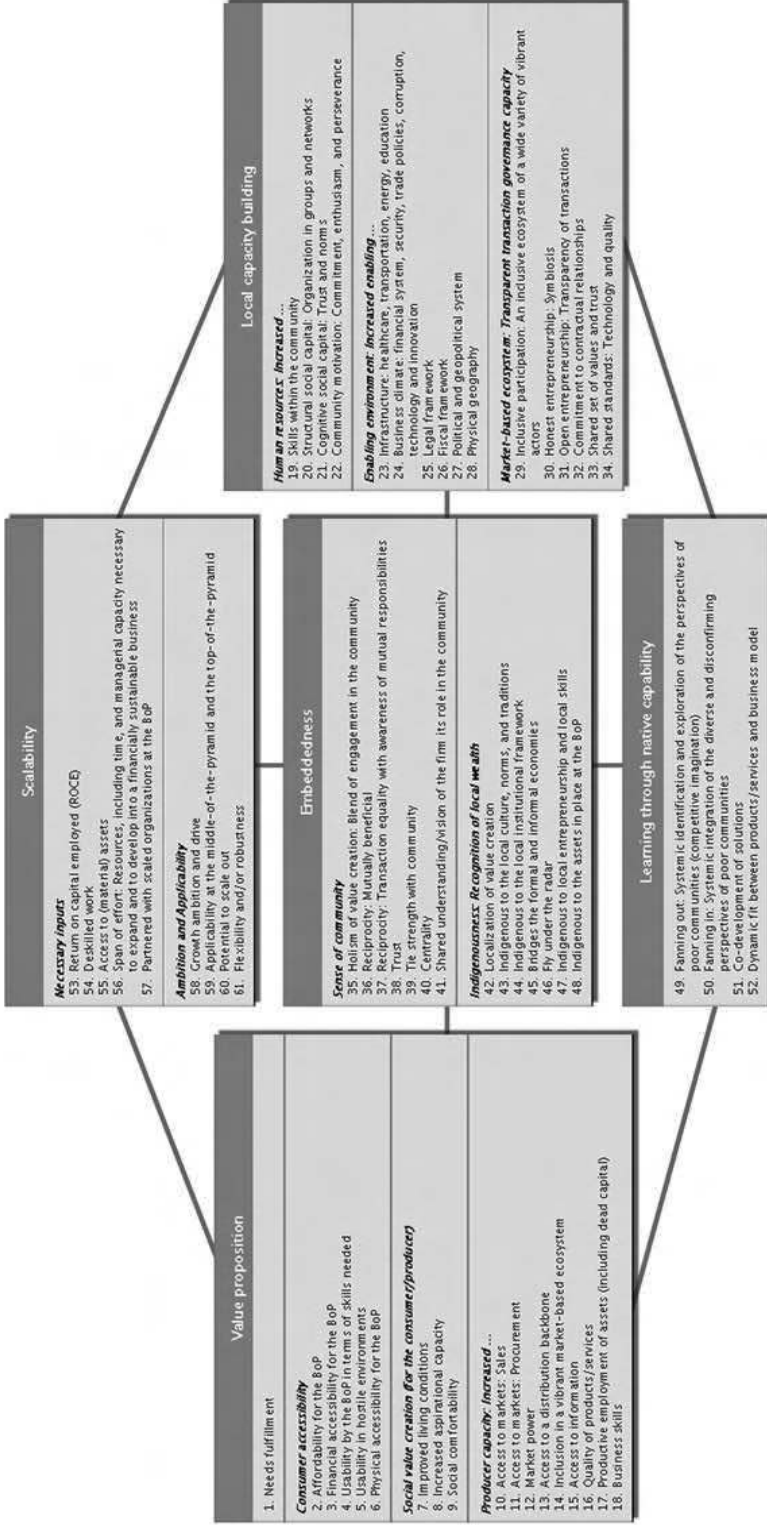 Value proposition
1. Needs fulfillment
Consumer accessibility
2. Affordability for the BoP
3. Financial accessibility for the BoP
4. Usability by the BoP in terms of skills needed
5. Usability in hostile environments
6. Physical accessibility for the BoP
Social value creation (for the consumer/producer)
7. Improved living conditions
8. Increased aspirational capacity
9. Social comfortability
Producer capacity: Increased ...
10. Access to markets: Sales
11. Access to markets: Procurement
12. Market power
13. Access to a distribution backbone
14. Inclusion in a vibrant market-based ecosystem
15. Access to information
16. Quality of products/services
17. Productive employment of assets (including dead capital)
18. Business skills
Scalability
Necessary inputs
53. Return on capital employed (ROCE)
54. Deskilled work
55. Access to (material) assets
56. Span of effort: Resources, including time, and managerial capacity necessary
to expand and to develop into a financially sustainable business
57. Partnered with scaled organizations at the BoP
Ambition and Applicability
58. Growth ambition and drive
59. Applicability at the middle-of-the-pyramid and the top-of-the-pyramid
60. Potential to scale out
61. Flexibility and/or robustness
Embeddedness
Sense of community
35. Holism of value creation: Blend of engagement in the community
36. Reciprocity: Mutually beneficial
37. Reciprocity: Transaction equality with awareness of mutual responsibilities
38. Trust
39. Tie strength with community
40. Centrality
41. Shared understanding/vision of the firm its role in the community
Indigenousness: Recognition of local wealth
42. Localization of value creation
43. Indigenous to the local culture, norms, and traditions
44. Indigenous to the local institutional framework
45. Bridges the formal and informal economies
46. Fly under the radar
47. Indigenous to local entrepreneurship and local skills
48. Indigenous to the assets in place at the BoP
Learning through native capability
49. Fanning out: Systemic identification and exploration of the perspectives of
poor communities (competitive imagination)
50. Fanning in: Systemic integration of the diverse and disconfirming
perspectives of poor communities
51. Co-development of solutions
52. Dynamic fit between products/services and business model
Local capacity building
Human resources: Increased ...
19. Skills within the community
20. Structural social capital: Organization in groups and networks
21. Cognitive social capital: Trust and norms
22. Community motivation: Commitment, enthusiasm, and perseverance
Enabling environment: Increased enabling ...
23. Infrastructure: healthcare, transportation, energy, education
24. Business climate: financial system, security, trade policies, corruption,
technology and innovation
25. Legal framework
26. Fiscal framework
27. Political and geopolitical system
28. Physical geography
Market-based ecosystem: Transparent transaction governance capacity
29. Inclusive participation: An inclusive ecosystem of a wide variety of vibrant
actors
30. Honest entrepreneurship: Symbiosis
31. Open entrepreneurship: Transparency of transactions
32. Commitment to contractual relationships
33. Shared set of values and trust
34. Shared standards: Technology and quality